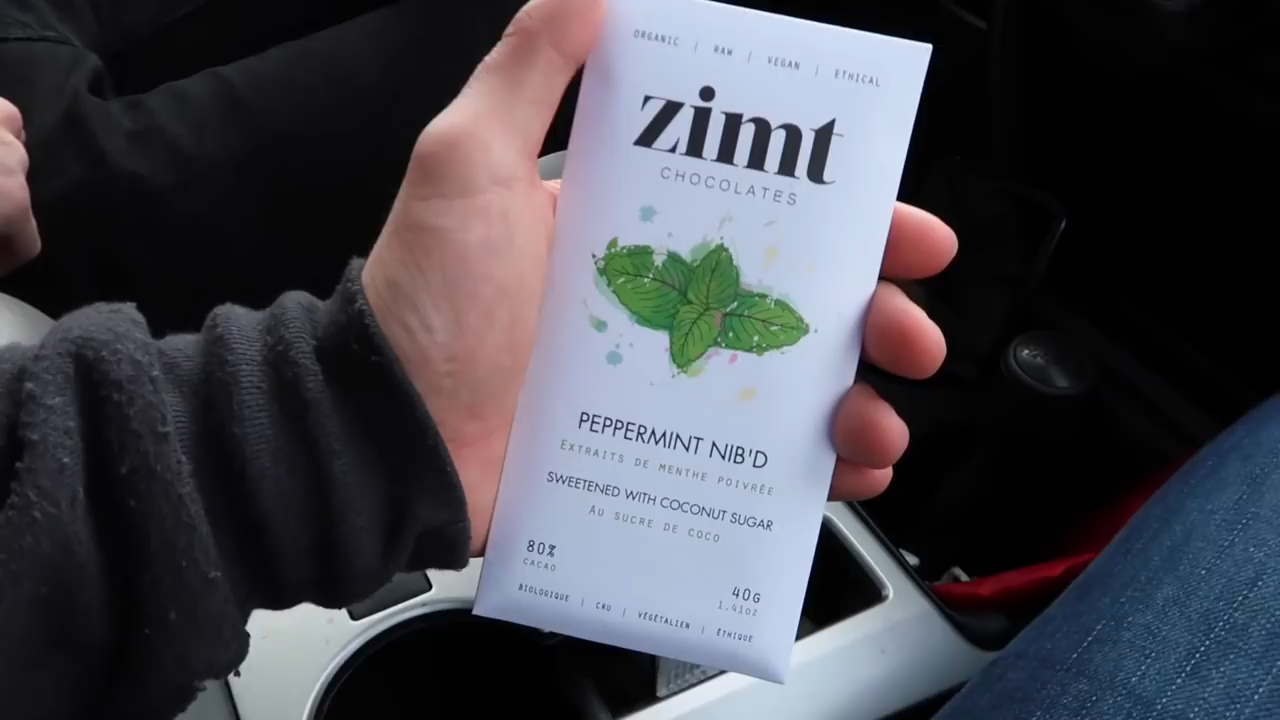 ORGANIC | RAW | VEGAN | ETHICAL
zimt
CHOCOLATES
PEPPERMINT NIB'D
EXTRAITS DE MENTHE POIVRÉE
SWEETENED WITH COCONUT SUGAR
AU SUCRE DE COCO
80%
CACAO
40G
1.41OZ
BIOLOGIQUE | CRU | VÉGÉTALIEN | ÉTHIQUE